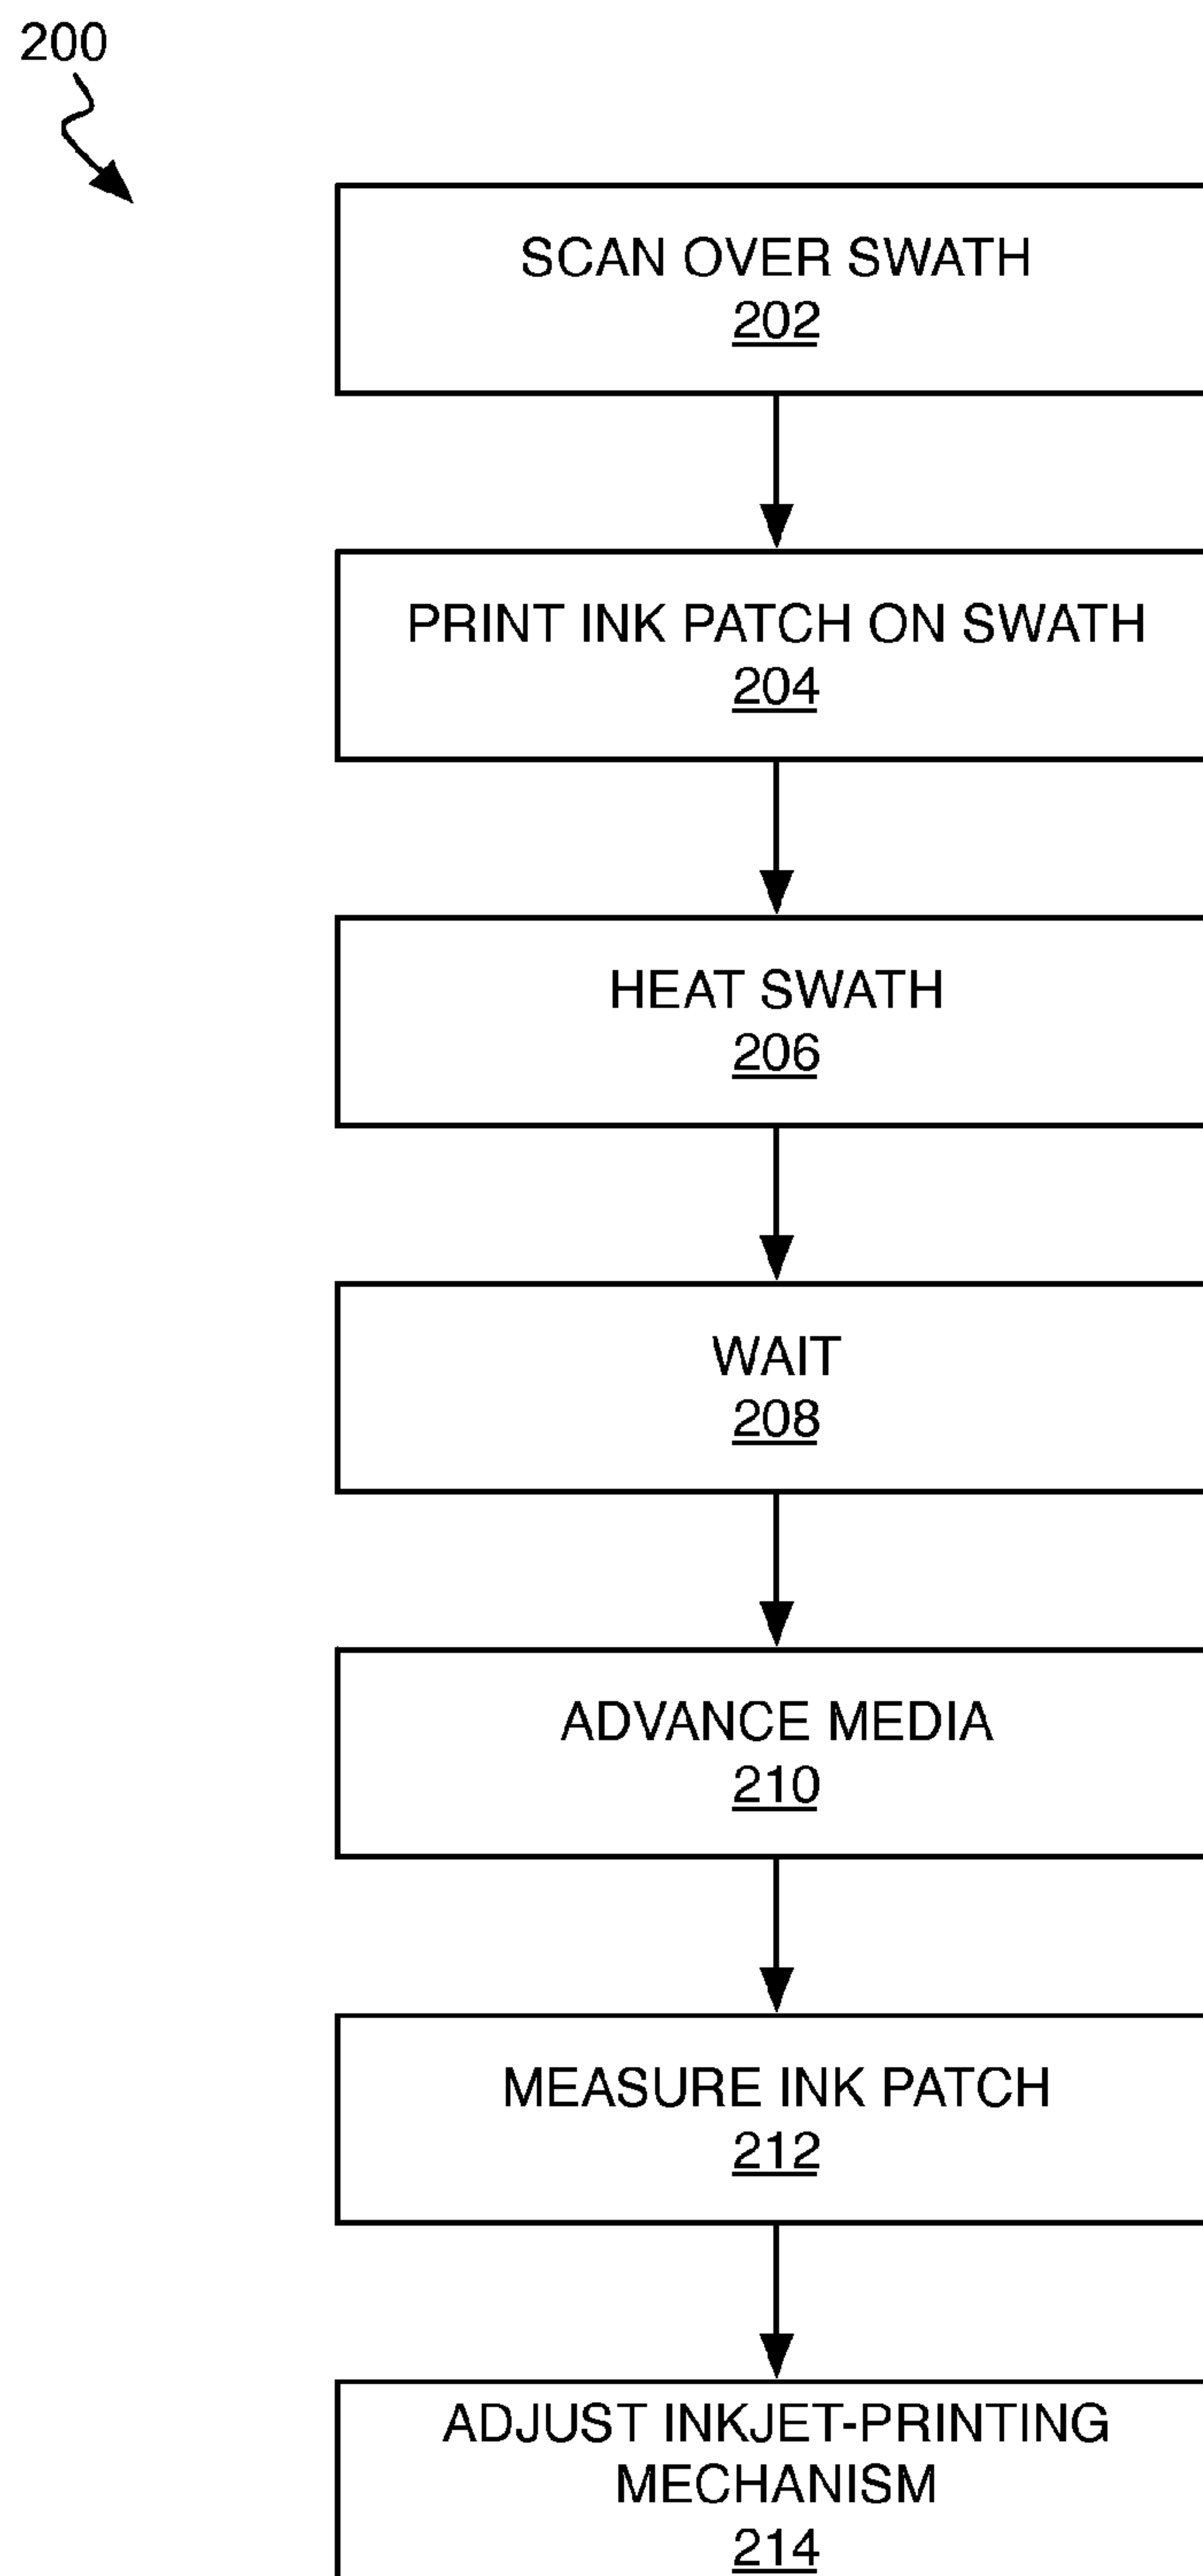 200
SCAN OVER SWATH
202
PRINT INK PATCH ON SWATH
204
HEAT SWATH
206
WAIT
208
ADVANCE MEDIA
210
MEASURE INK PATCH
212
ADJUST INKJET-PRINTING
MECHANISM
214